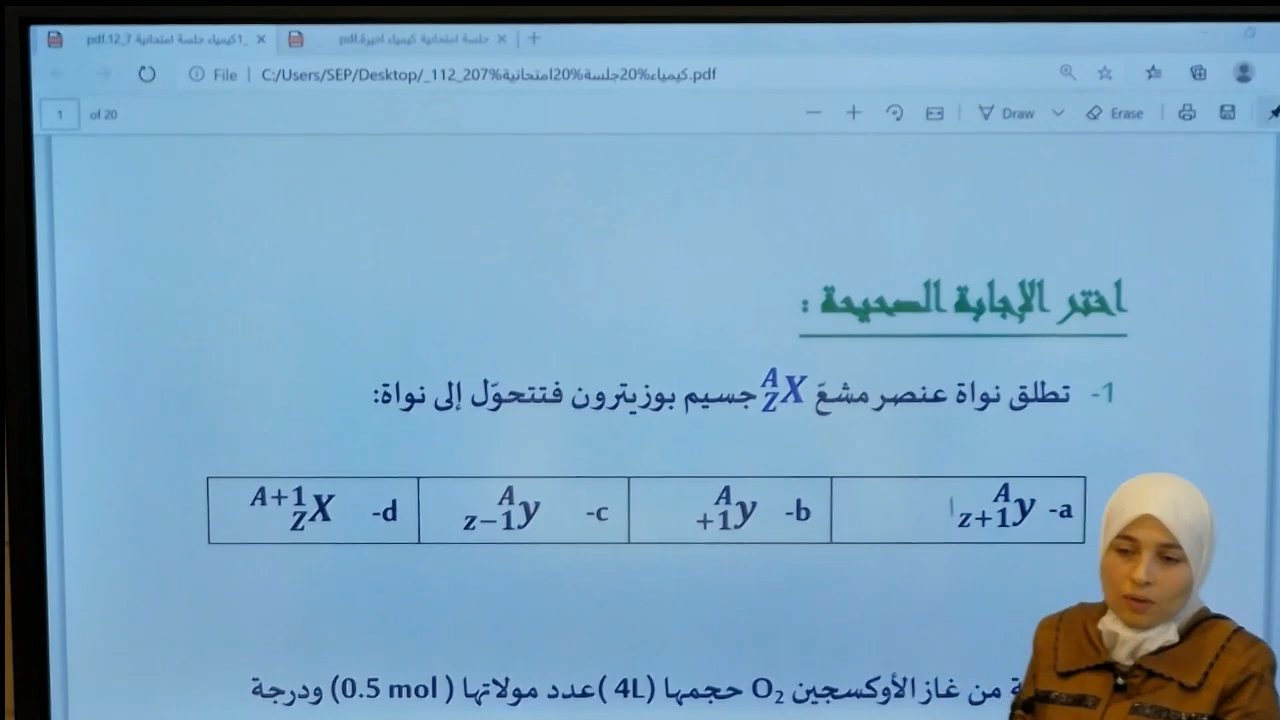 pdf.12_7 كيمياء جلسة امتحانية1_
جلسة امتحانية كيمياء اخيرة.pdf
File | C:/Users/SEP/Desktop/_112_207%كيمياء%20جلسة%20امتحانية.pdf
1 of 20 Draw Erase
اختر الإجابة الصحيحة :
1- تطلق نواة عنصر مشعّ $^{A}_{Z}X$ جسيم بوزيترون فتتحوّل إلى نواة:
a- $^{A}_{z+1}y$ b- $^{A}_{+1}y$ c- $^{A}_{z-1}y$ d- $^{A+1}_{Z}X$
من غاز الأوكسجين O₂ حجمها (4L) عدد مولاتها (0.5 mol) ودرجة